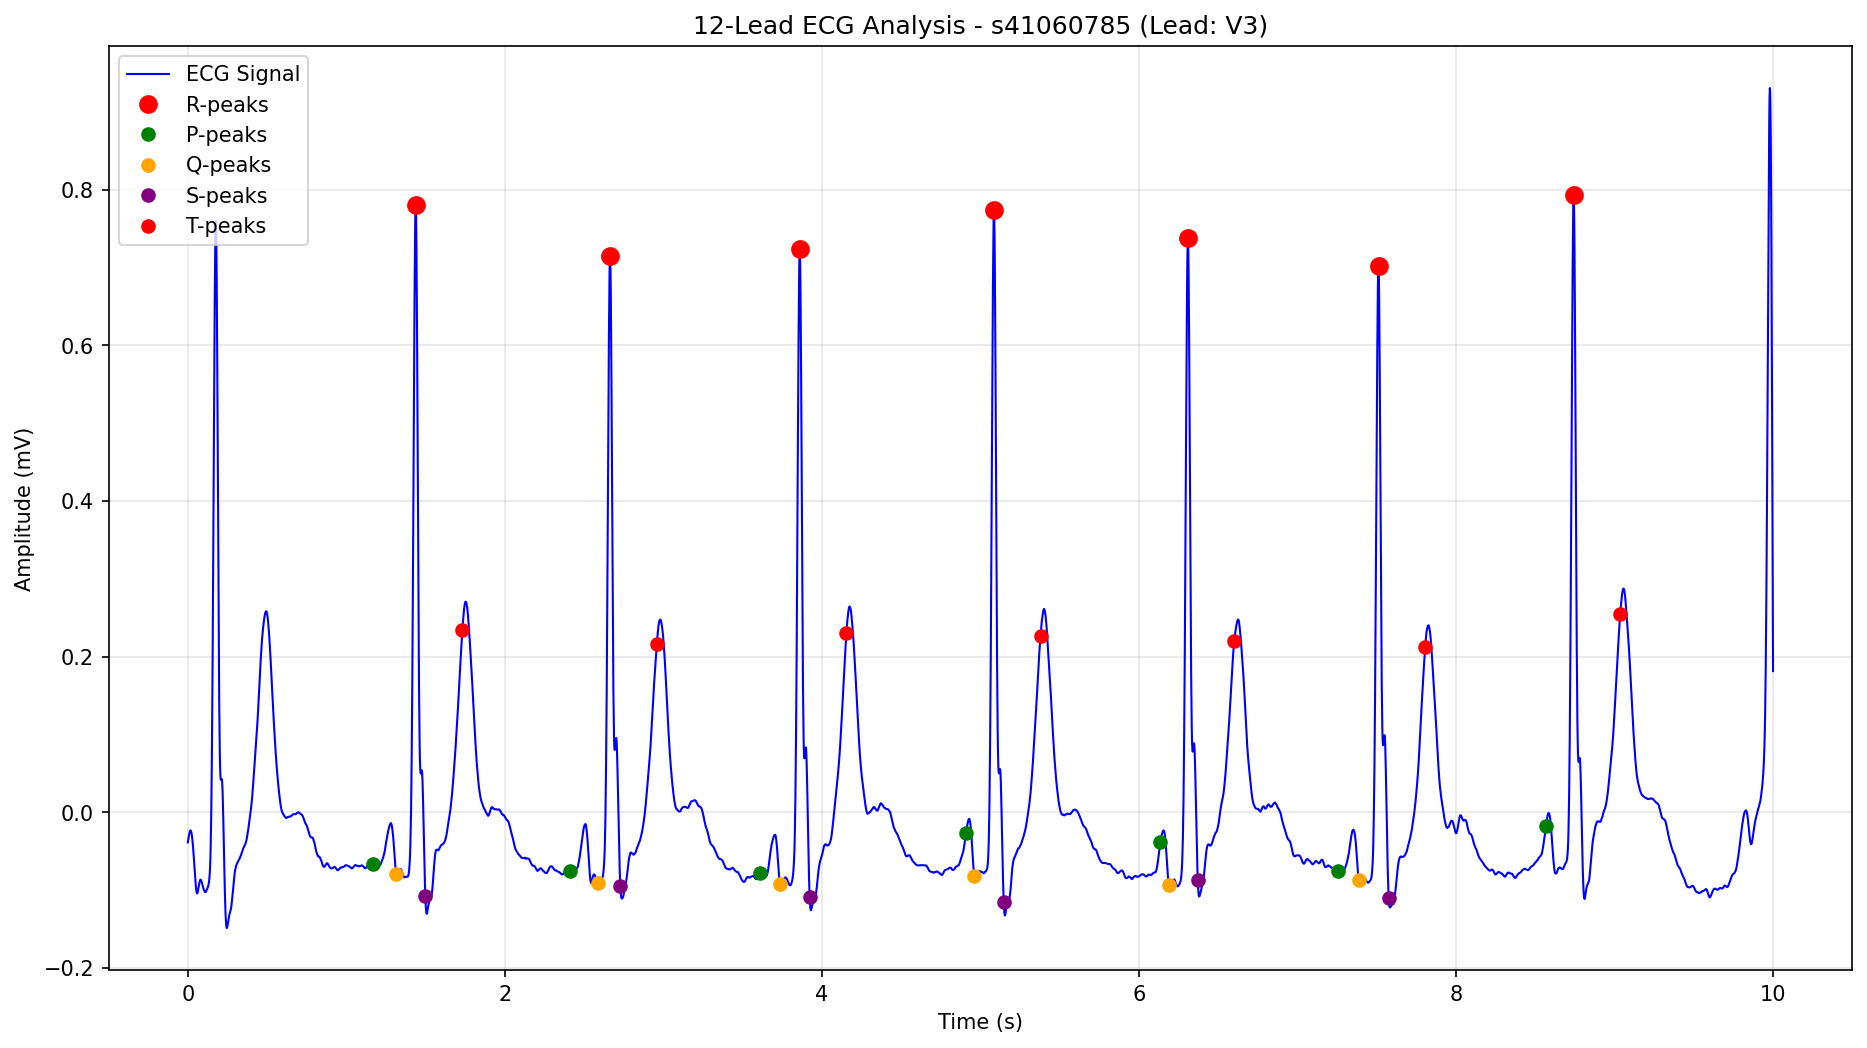 12-Lead ECG Analysis - s41060785 (Lead: V3)
ECG Signal
R-peaks
P-peaks
Q-peaks
S-peaks
T-peaks
Amplitude (mV)
0.8
0.6
0.4
0.2
0.0
−0.2
0 2 4 6 8 10
Time (s)